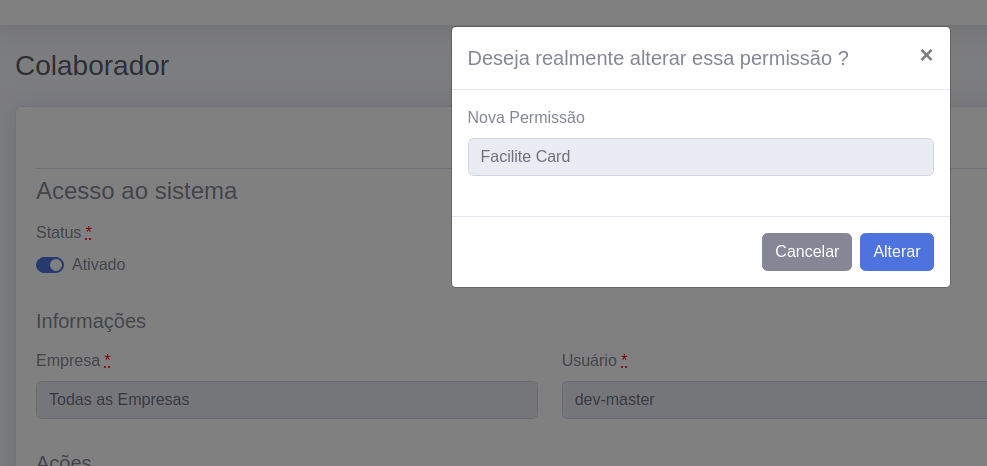 Colaborador
Deseja realmente alterar essa permissão ?
×
Nova Permissão
Facilite Card
Cancelar
Alterar
Acesso ao sistema
Status *
Ativado
Informações
Empresa *
Usuário *
Todas as Empresas
dev-master
Ações